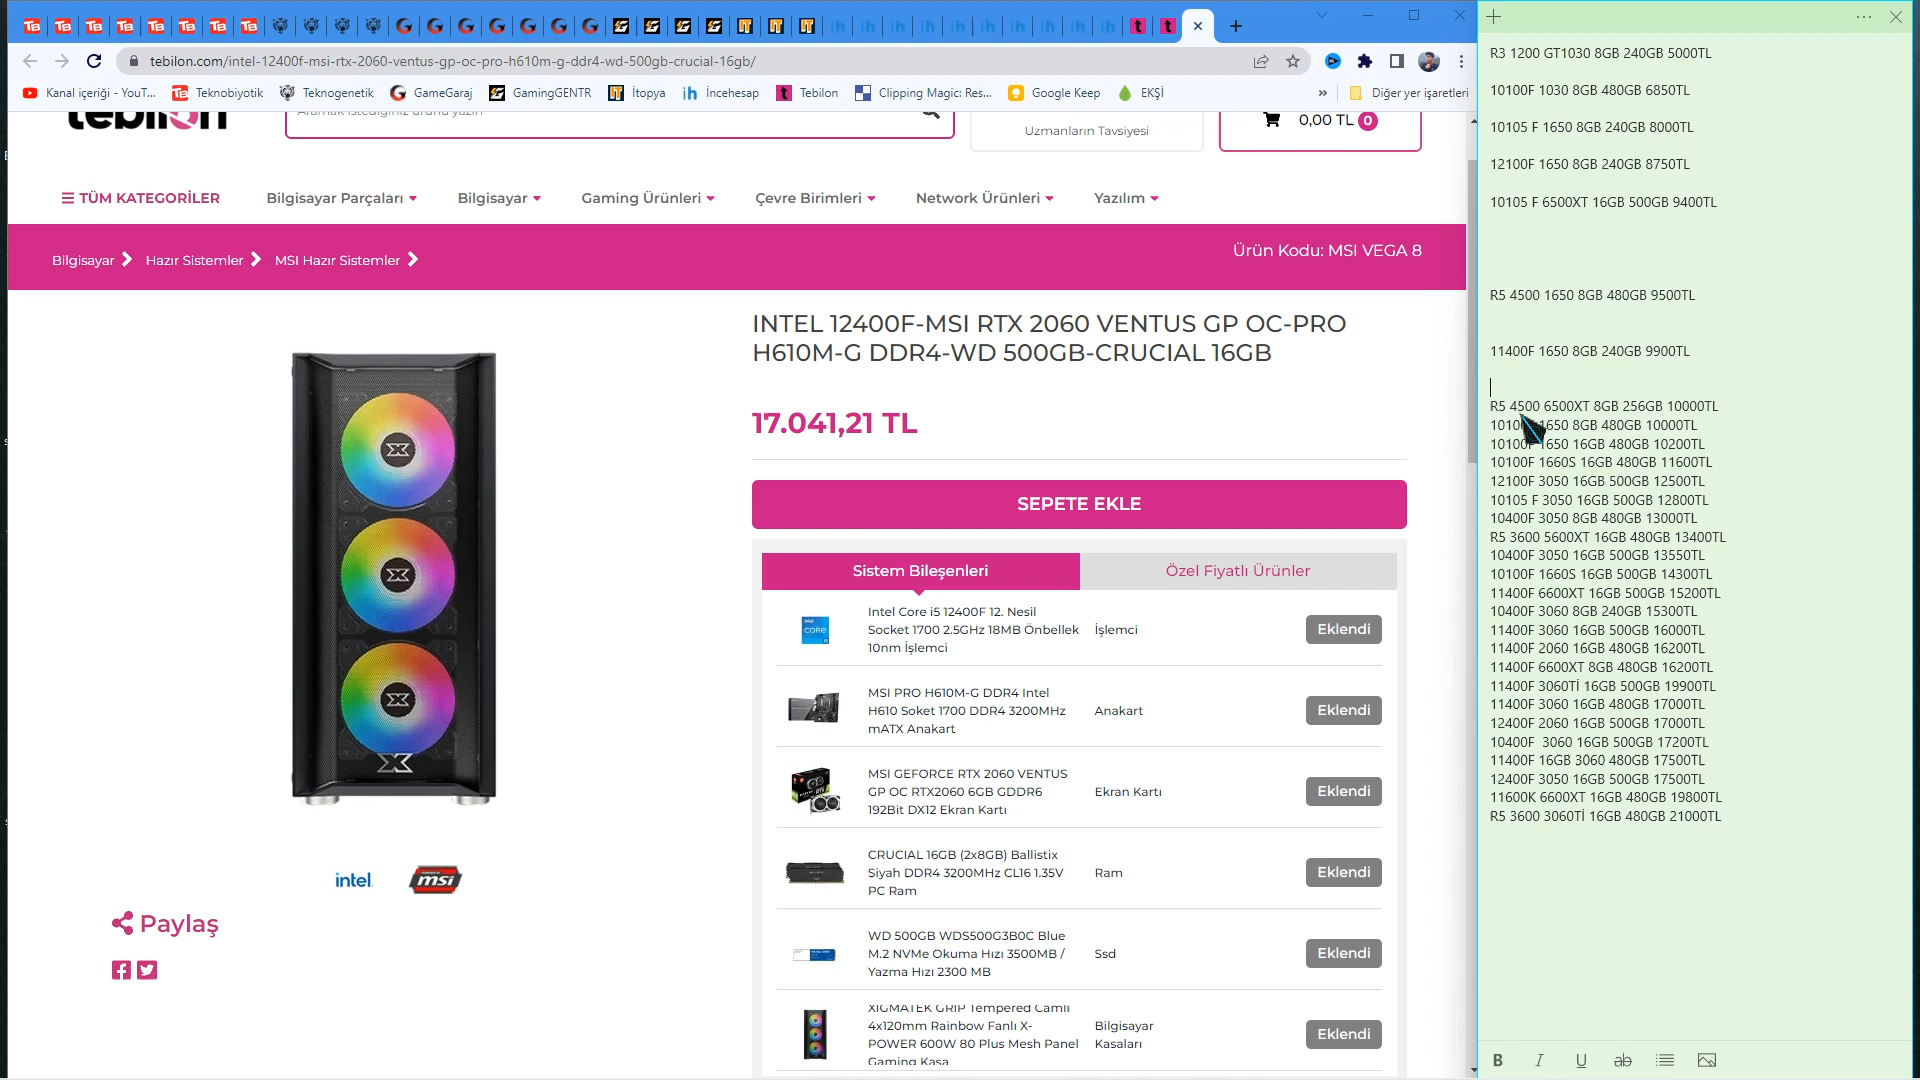 tebilon.com/intel-12400f-msi-rtx-2060-ventus-gp-oc-pro-h610m-g-ddr4-wd-500gb-crucial-16gb/
Kanal içeriği - YouT...
Teknobiyotik
Teknogenetik
GameGaraj
GamingGENTR
İtopya
İncehesap
Tebilon
Clipping Magic: Res...
Google Keep
EKŞİ
»
Diğer yer işaretleri
tebilon
Aramak istediğiniz ürünü yazın
Uzmanların Tavsiyesi
0,00 TL 0
TÜM KATEGORİLER
Bilgisayar Parçaları
Bilgisayar
Gaming Ürünleri
Çevre Birimleri
Network Ürünleri
Yazılım
Bilgisayar
Hazır Sistemler
MSI Hazır Sistemler
Ürün Kodu: MSI VEGA 8
INTEL 12400F-MSI RTX 2060 VENTUS GP OC-PRO
H610M-G DDR4-WD 500GB-CRUCIAL 16GB
17.041,21 TL
SEPETE EKLE
Sistem Bileşenleri
Özel Fiyatlı Ürünler
Intel Core i5 12400F 12. Nesil
Socket 1700 2.5GHz 18MB Önbellek
10nm İşlemci
İşlemci
Eklendi
MSI PRO H610M-G DDR4 Intel
H610 Soket 1700 DDR4 3200MHz
mATX Anakart
Anakart
Eklendi
MSI GEFORCE RTX 2060 VENTUS
GP OC RTX2060 6GB GDDR6
192Bit DX12 Ekran Kartı
Ekran Kartı
Eklendi
CRUCIAL 16GB (2x8GB) Ballistix
Siyah DDR4 3200MHz CL16 1.35V
PC Ram
Ram
Eklendi
WD 500GB WDS500G3B0C Blue
M.2 NVMe Okuma Hızı 3500MB /
Yazma Hızı 2300 MB
Ssd
Eklendi
XIGMATEK GRIP Tempered Camlı
4x120mm Rainbow Fanlı X-
POWER 600W 80 Plus Mesh Panel
Gaming Kasa
Bilgisayar
Kasaları
Eklendi
intel
msi
Paylaş
R3 1200 GT1030 8GB 240GB 5000TL
10100F 1030 8GB 480GB 6850TL
10105 F 1650 8GB 240GB 8000TL
12100F 1650 8GB 240GB 8750TL
10105 F 6500XT 16GB 500GB 9400TL
R5 4500 1650 8GB 480GB 9500TL
11400F 1650 8GB 240GB 9900TL
R5 4500 6500XT 8GB 256GB 10000TL
10100F 1650 8GB 480GB 10000TL
10100F 1650 16GB 480GB 10200TL
10100F 1660S 16GB 480GB 11600TL
12100F 3050 16GB 500GB 12500TL
10105 F 3050 16GB 500GB 12800TL
10400F 3050 8GB 480GB 13000TL
R5 3600 5600XT 16GB 480GB 13400TL
10400F 3050 16GB 500GB 13550TL
10100F 1660S 16GB 500GB 14300TL
11400F 6600XT 16GB 500GB 15200TL
10400F 3060 8GB 240GB 15300TL
11400F 3060 16GB 500GB 16000TL
11400F 2060 16GB 480GB 16200TL
11400F 6600XT 8GB 480GB 16200TL
11400F 3060Tİ 16GB 500GB 19900TL
11400F 3060 16GB 480GB 17000TL
12400F 2060 16GB 500GB 17000TL
10400F 3060 16GB 500GB 17200TL
11400F 16GB 3060 480GB 17500TL
12400F 3050 16GB 500GB 17500TL
11600K 6600XT 16GB 480GB 19800TL
R5 3600 3060Tİ 16GB 480GB 21000TL
B I U ab